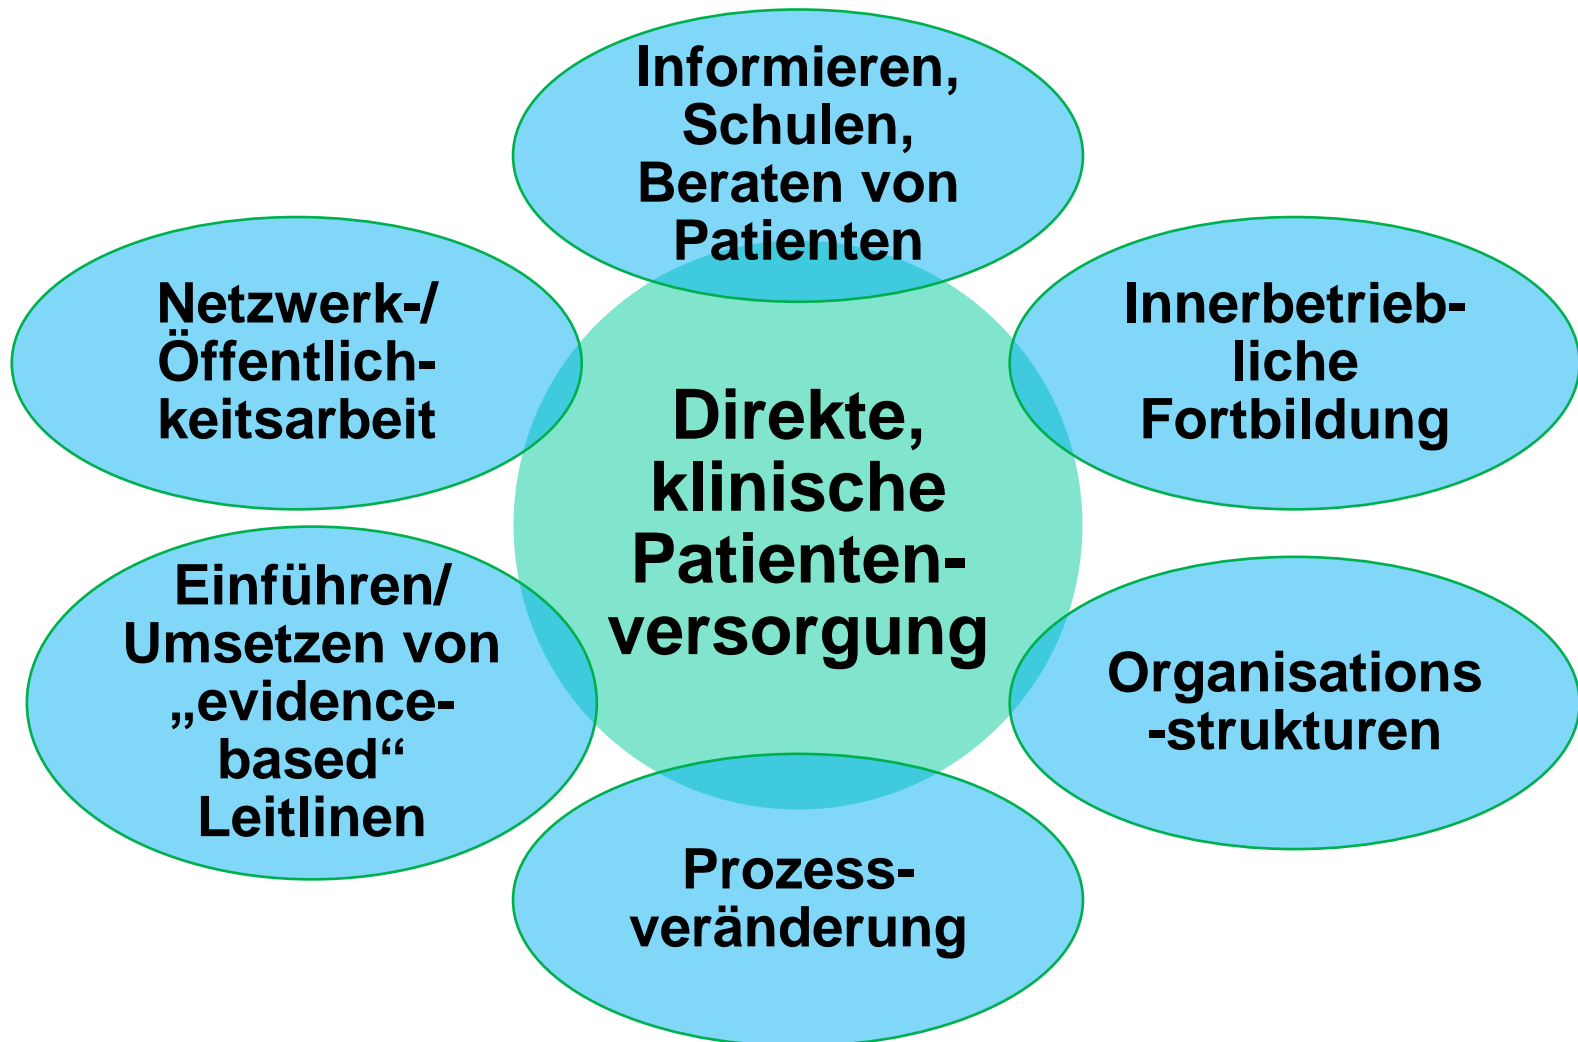 Informieren,
Schulen,
Beraten von
Patienten
Netzwerk-/
Öffentlich-
keitsarbeit
Innerbetrieb-
liche
Fortbildung
Direkte,
klinische
Patienten-
versorgung
Einführen/
Umsetzen von
„evidence-
based“
Leitlinen
Organisations
-strukturen
Prozess-
veränderung